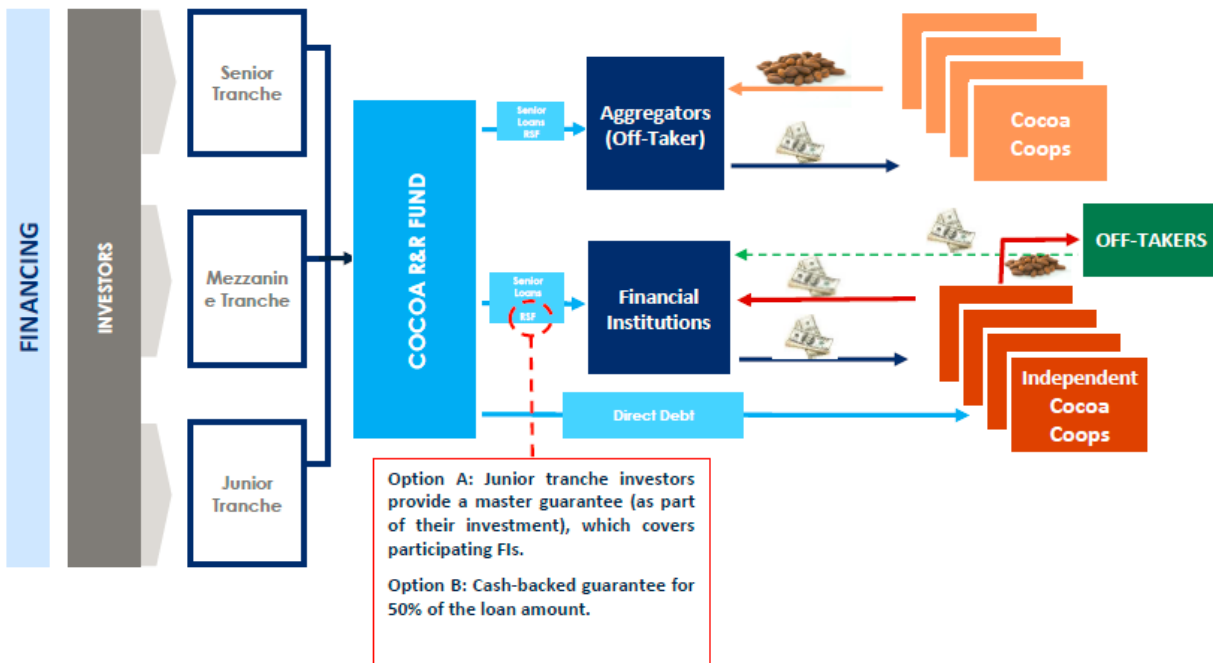 FINANCING
INVESTORS
Senior
Tranche
Mezzanin
e Tranche
Junior
Tranche
COCOA R&R FUND
Senior
Loans
RSF
Aggregators
(Off-Taker)
Cocoa
Coops
Senior
Loans
RSF
Financial
Institutions
OFF-TAKERS
Independent
Cocoa
Coops
Direct Debt
Option A: Junior tranche investors
provide a master guarantee (as part
of their investment), which covers
participating FIs.
Option B: Cash-backed guarantee for
50% of the loan amount.